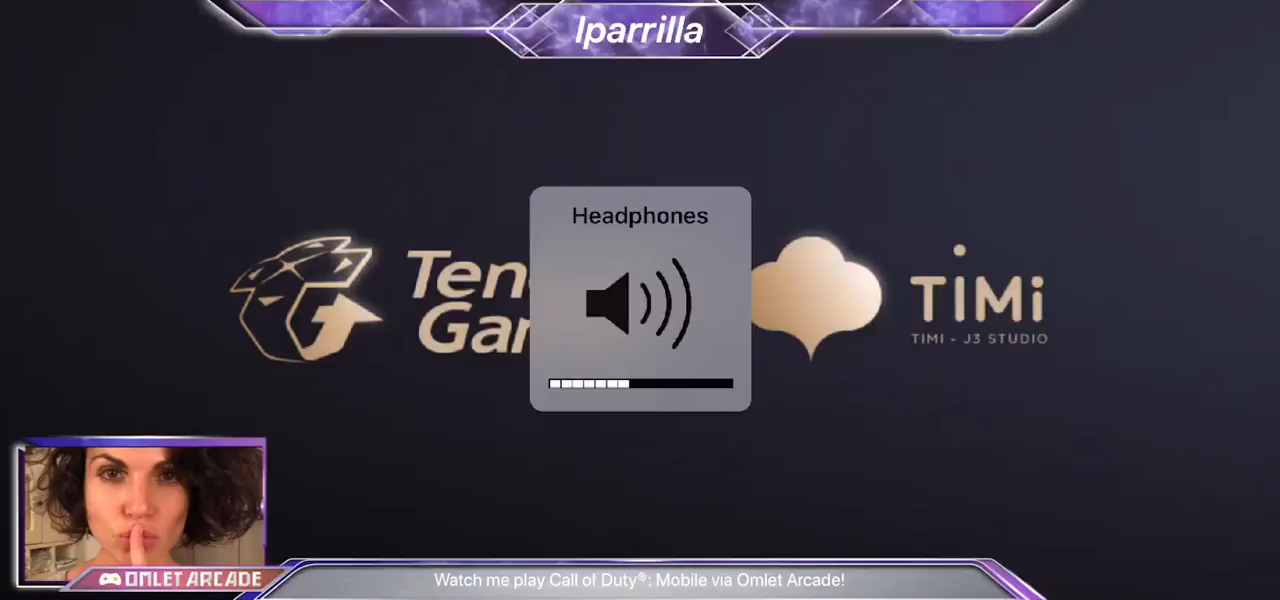 lparrilla
Headphones
Ten
Gar
TiMi
TIMI - J3 STUDIO
OMLET ARCADE
Watch me play Call of Duty®: Mobile via Omlet Arcade!